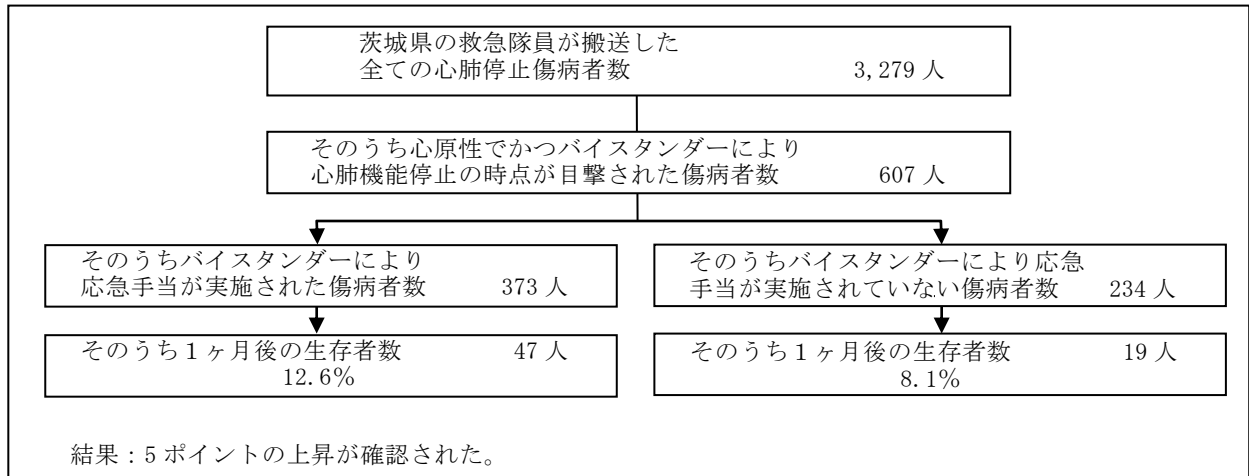 茨城県の救急隊員が搬送した
全ての心肺停止傷病者数 3,279 人
そのうち心原性でかつバイスタンダーにより
心肺機能停止の時点が目撃された傷病者数 607 人
そのうちバイスタンダーにより
応急手当が実施された傷病者数 373 人
そのうちバイスタンダーにより応急
手当が実施されていない傷病者数 234 人
そのうち1ヶ月後の生存者数 47 人
12.6%
そのうち1ヶ月後の生存者数 19 人
8.1%
結果：5 ポイントの上昇が確認された。